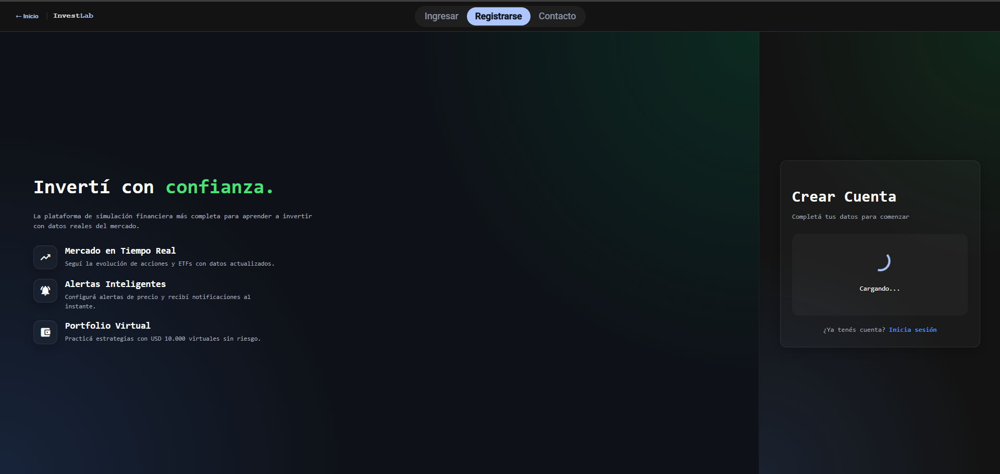 ← Inicio
InvestLab
Ingresar
Registrarse
Contacto
Invertí con confianza.
La plataforma de simulación financiera más completa para aprender a invertir
con datos reales del mercado.
Mercado en Tiempo Real
Seguí la evolución de acciones y ETFs con datos actualizados.
Alertas Inteligentes
Configurá alertas de precio y recibí notificaciones al
instante.
Portfolio Virtual
Practicá estrategias con USD 10.000 virtuales sin riesgo.
Crear Cuenta
Completá tus datos para comenzar
Cargando...
¿Ya tenés cuenta? Inicia sesión